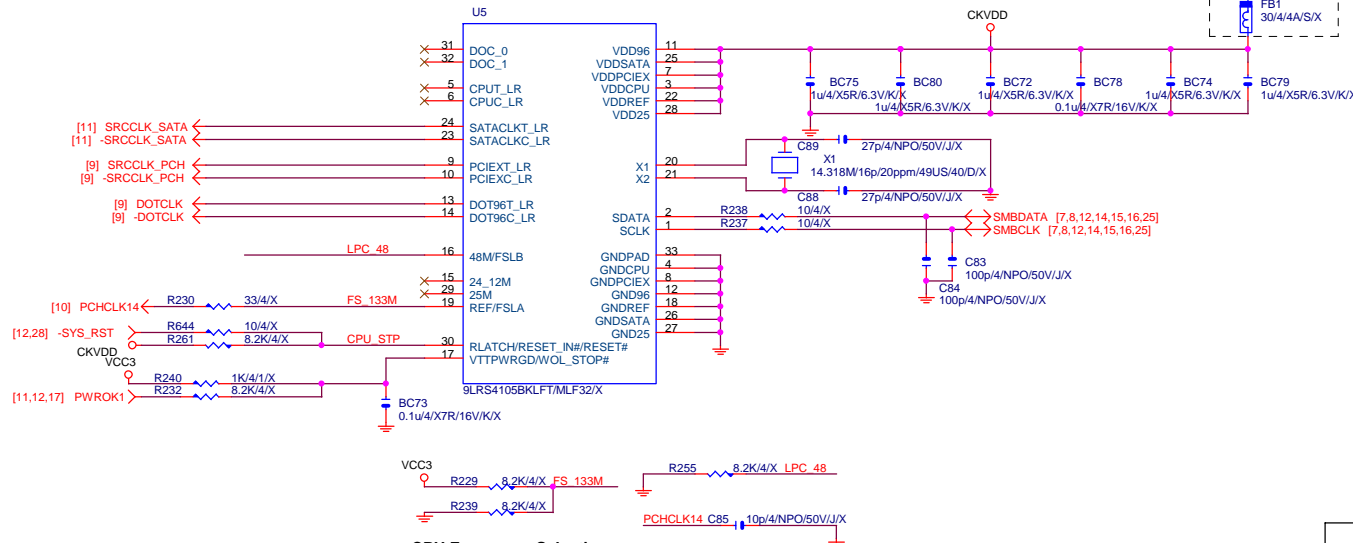 U5
CKVDD
FB1
30/4/4A/S/X
31 DOC_0
32 DOC_1
5 CPUT_LR
6 CPUC_LR
[11] SRCCLK_SATA 24 SATACLKT_LR
[11] -SRCCLK_SATA 23 SATACLKC_LR
[9] SRCCLK_PCH 9 PCIEXT_LR
[9] -SRCCLK_PCH 10 PCIEXC_LR
[9] DOTCLK 13 DOT96T_LR
[9] -DOTCLK 14 DOT96C_LR
LPC_48 16 48M/FSLB
15 24_12M
29 25M
[10] PCHCLK14 R230 33/4/X FS_133M 19 REF/FSLA
[12,28] -SYS_RST R644 10/4/X
CKVDD R261 8.2K/4/X CPU_STP 30 RLATCH/RESET_IN#/RESET#
17 VTTPWRGD/WOL_STOP#
VCC3
R240 1K/4/1/X
[11,12,17] PWROK1 R232 8.2K/4/X
BC73
0.1u/4/X7R/16V/K/X
9LRS4105BKLFT/MLF32/X
VDD96 11
VDDSATA 25
VDDPCIEX 7
VDDCPU 3
VDDREF 22
VDD25 28
BC75
1u/4/X5R/6.3V/K/X
BC80
1u/4/X5R/6.3V/K/X
BC72
1u/4/X5R/6.3V/K/X
BC78
0.1u/4/X7R/16V/K/X
BC74
1u/4/X5R/6.3V/K/X
BC79
1u/4/X5R/6.3V/K/X
X1 20
X2 21
C89
27p/4/NPO/50V/J/X
X1
14.318M/16p/20ppm/49US/40/D/X
C88
27p/4/NPO/50V/J/X
SDATA 2 R238 10/4/X SMBDATA [7,8,12,14,15,16,25]
SCLK 1 R237 10/4/X SMBCLK [7,8,12,14,15,16,25]
C83
100p/4/NPO/50V/J/X
C84
100p/4/NPO/50V/J/X
GNDPAD 33
GNDCPU 4
GNDPCIEX 8
GND96 12
GNDREF 18
GNDSATA 26
GND25 27
VCC3
R229 8.2K/4/X FS_133M
R239 8.2K/4/X
R255 8.2K/4/X LPC_48
PCHCLK14 C85 10p/4/NPO/50V/J/X